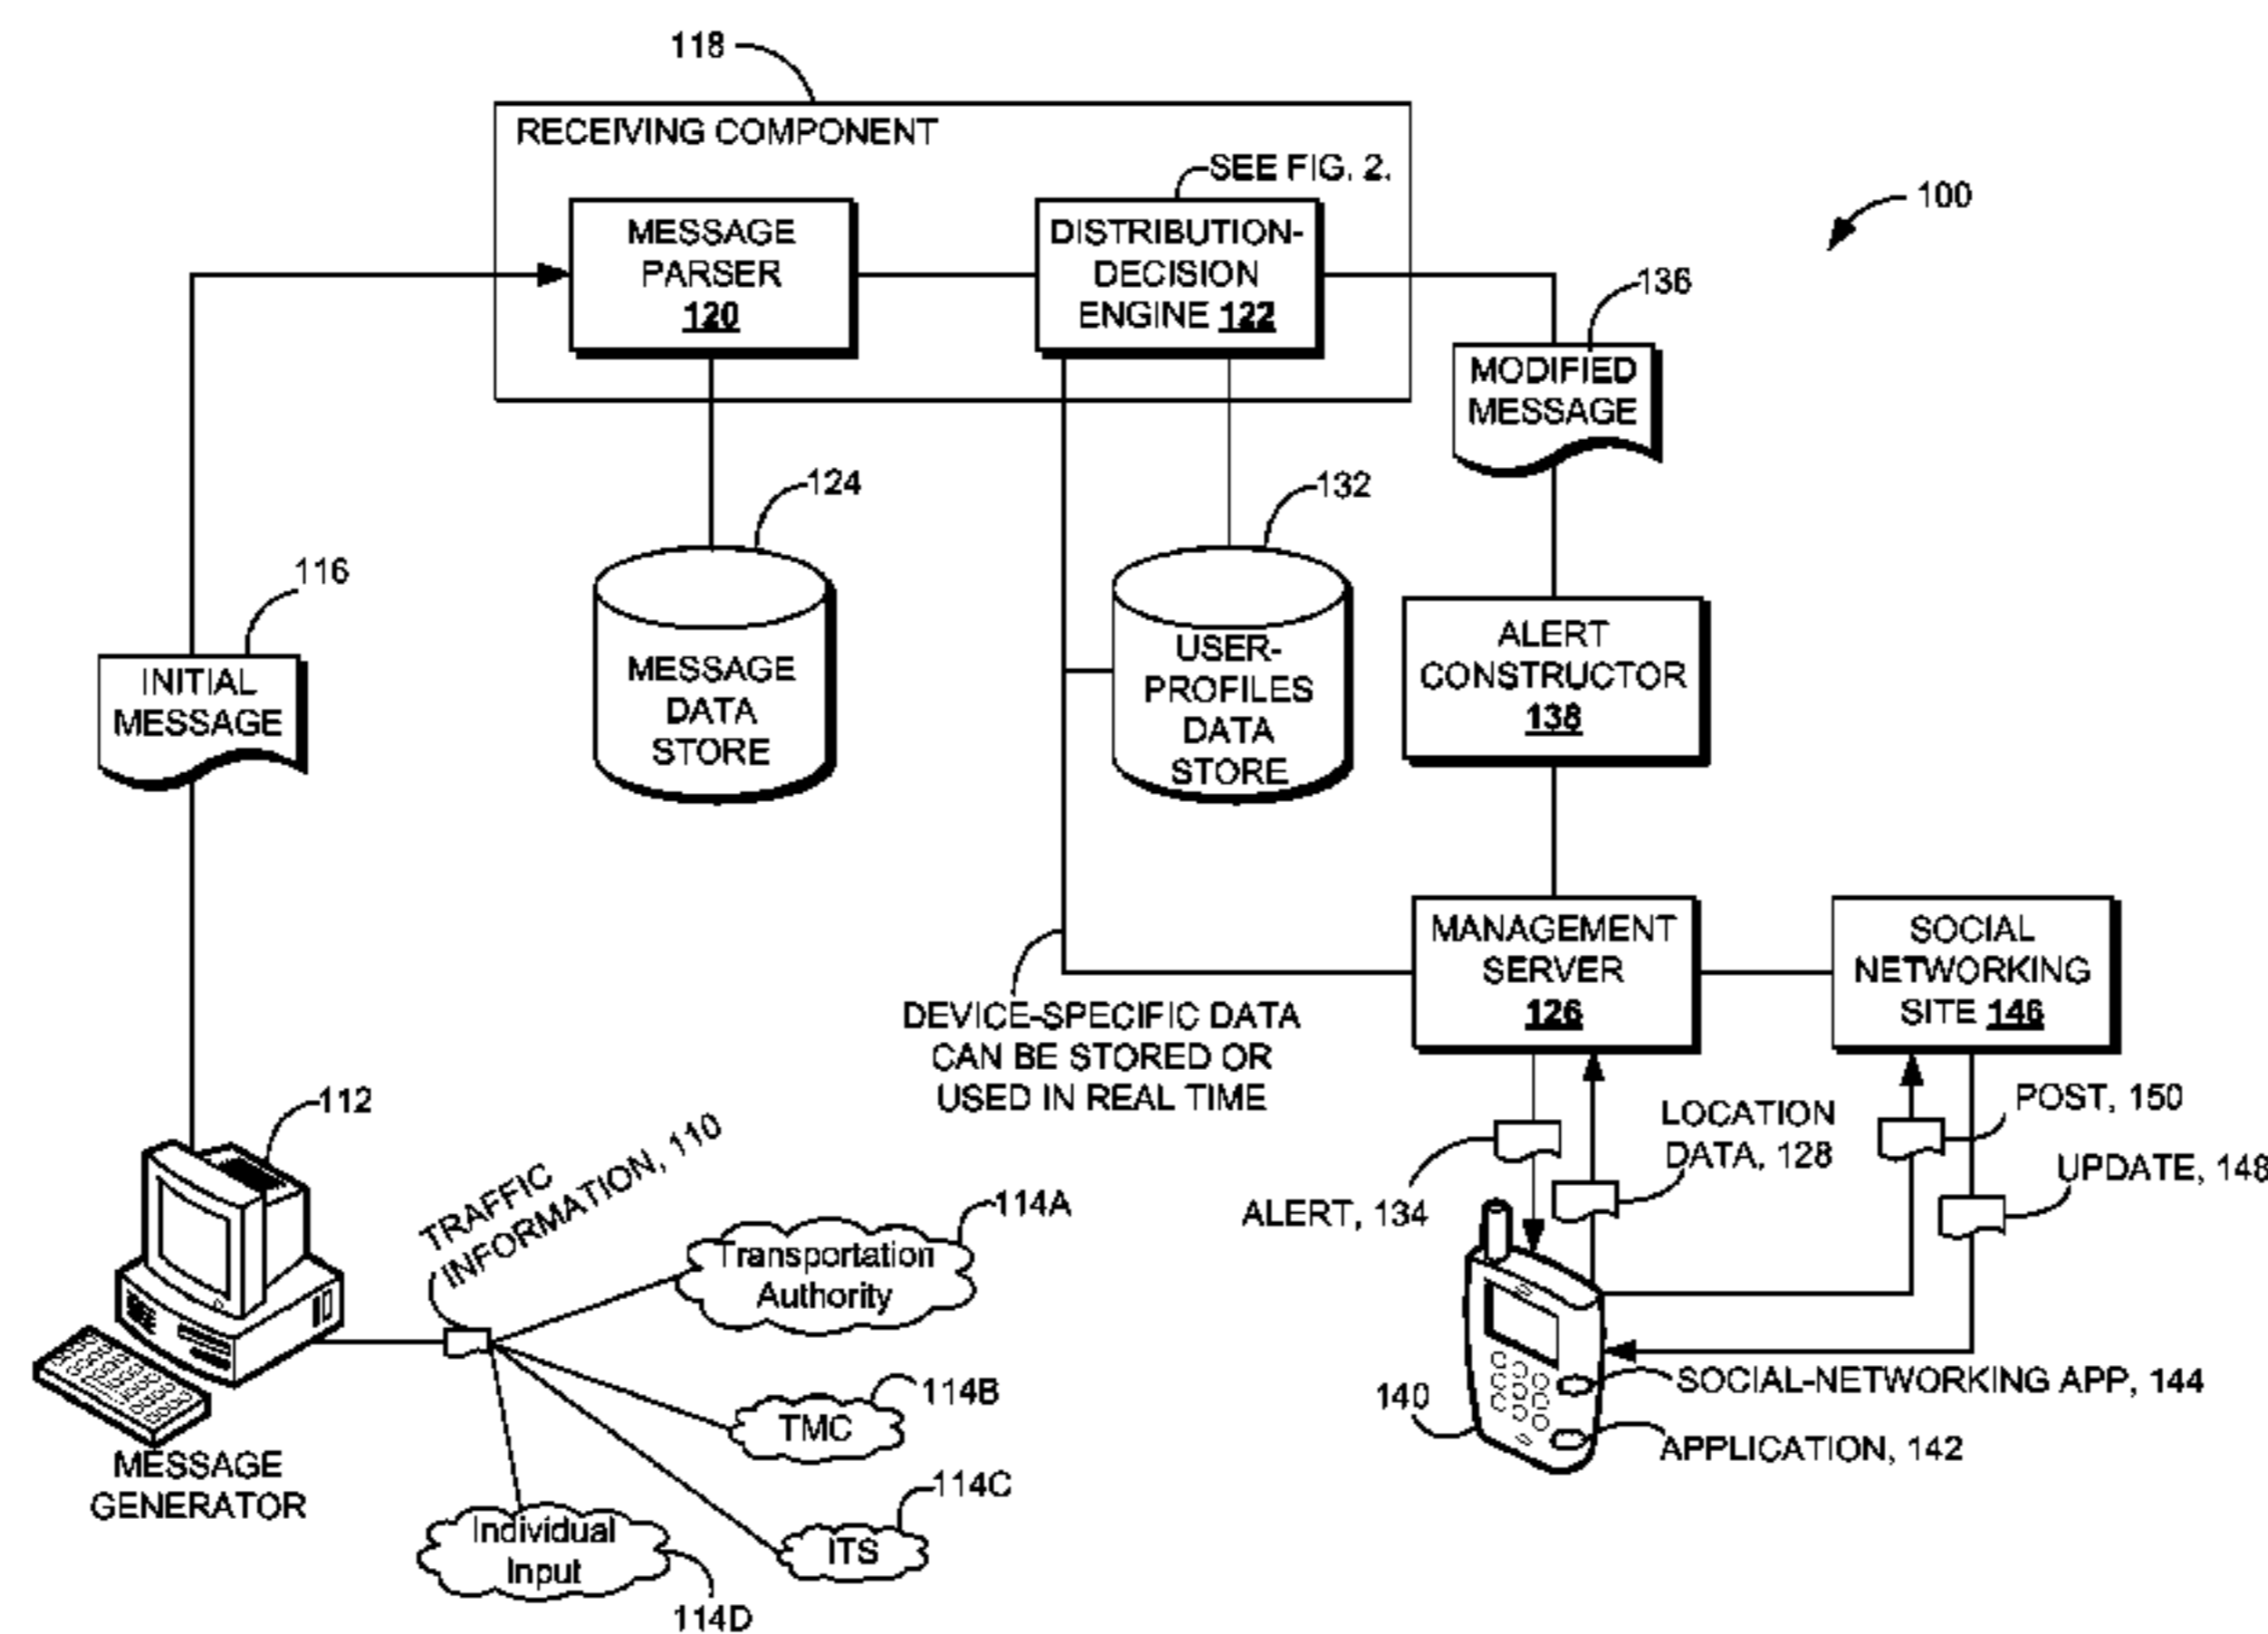 118
RECEIVING COMPONENT
SEE FIG. 2.
MESSAGE
PARSER
120
DISTRIBUTION-
DECISION
ENGINE 122
100
136
MODIFIED
MESSAGE
124
132
116
INITIAL
MESSAGE
MESSAGE
DATA
STORE
USER-
PROFILES
DATA
STORE
ALERT
CONSTRUCTOR
138
MANAGEMENT
SERVER
126
SOCIAL
NETWORKING
SITE 146
DEVICE-SPECIFIC DATA
CAN BE STORED OR
USED IN REAL TIME
112
TRAFFIC
INFORMATION, 110
LOCATION
DATA, 128
POST, 150
UPDATE, 148
ALERT, 134
114A
Transportation
Authority
114B
TMC
114C
ITS
Individual
Input
114D
MESSAGE
GENERATOR
140
SOCIAL-NETWORKING APP, 144
APPLICATION, 142